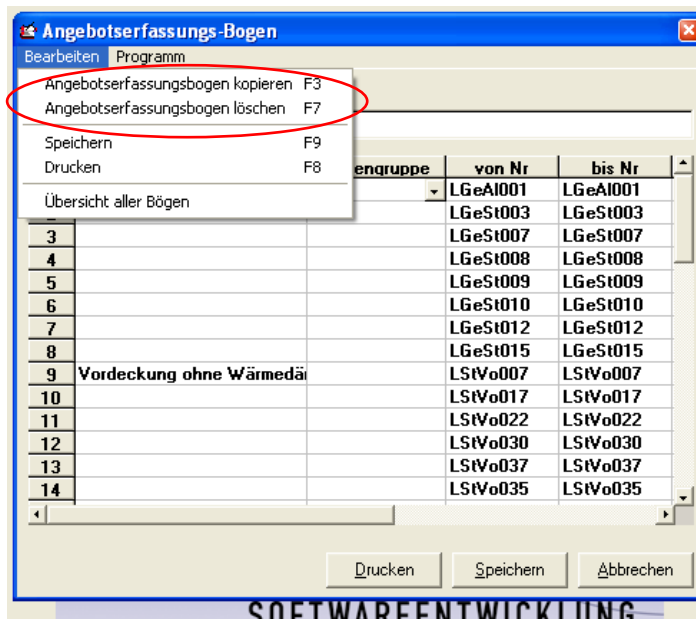 Angebotserfassungs-Bogen
Bearbeiten Programm
Angebotserfassungsbogen kopieren F3
Angebotserfassungsbogen löschen F7
Speichern F9
Drucken F8
Übersicht aller Bögen
engruppe von Nr bis Nr
LGeAl001 LGeAl001
LGeSt003 LGeSt003
3 LGeSt007 LGeSt007
4 LGeSt008 LGeSt008
5 LGeSt009 LGeSt009
6 LGeSt010 LGeSt010
7 LGeSt012 LGeSt012
8 LGeSt015 LGeSt015
9 Vordeckung ohne Wärmedä LStVo007 LStVo007
10 LStVo017 LStVo017
11 LStVo022 LStVo022
12 LStVo030 LStVo030
13 LStVo037 LStVo037
14 LStVo035 LStVo035
Drucken Speichern Abbrechen
SOFTWAREENTWICKLUNG